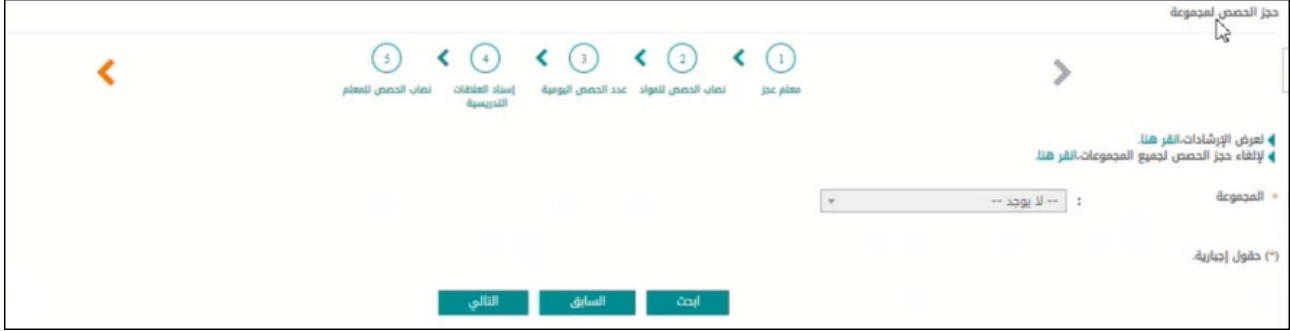 حجز الحصص لمجموعة
1 2 3 4 5
معلم عجز نصاب الحصص للمواد عدد الحصص اليومية إسناد العلاقات نصاب الحصص للمعلم
التدريسية
لعرض الإرشادات،انقر هنا.
لإلغاء حجز الحصص لجميع المجموعات،انقر هنا.
* المجموعة : -- لا يوجد --
(*) حقول إجبارية.
ابحث السابق التالي